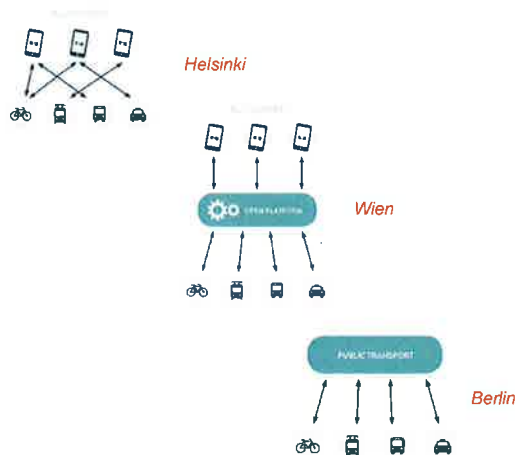 Helsinki
OPEN PLATFORM
Wien
PUBLIC TRANSPORT
Berlin